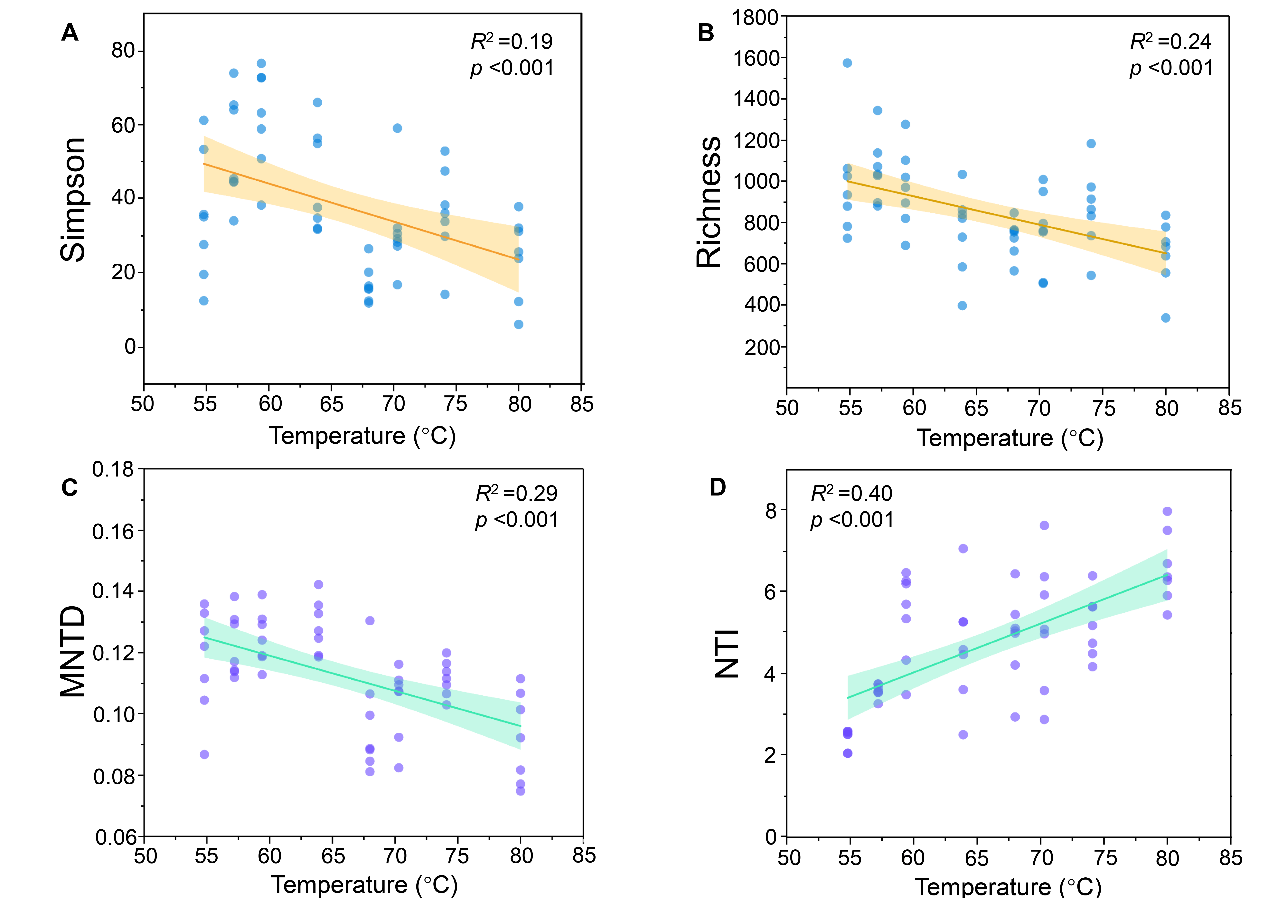 A
R² =0.19
p <0.001
Simpson
80
60
40
20
0
50 55 60 65 70 75 80 85
Temperature (°C)
B
R² =0.24
p <0.001
Richness
1800
1600
1400
1200
1000
800
600
400
200
50 55 60 65 70 75 80 85
Temperature (°C)
C
R² =0.29
p <0.001
MNTD
0.18
0.16
0.14
0.12
0.10
0.08
0.06
50 55 60 65 70 75 80 85
Temperature (°C)
D
R² =0.40
p <0.001
NTI
8
6
4
2
0
50 55 60 65 70 75 80 85
Temperature (°C)